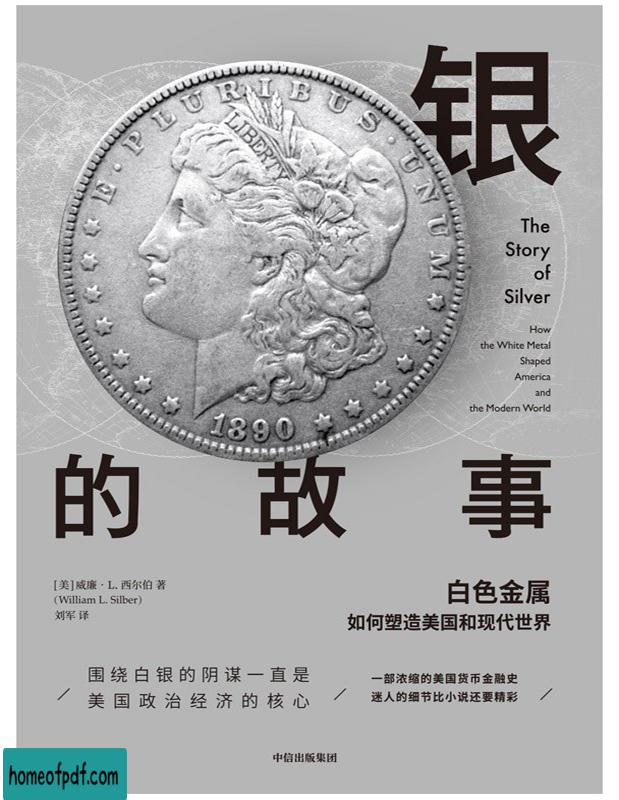 银
E·PLURIBUS·UNUM
LIBERTY
1890
The
Story
of
Silver
How
the White Metal
Shaped
America
and
the Modern World
的故事
[美]威廉·L.西尔伯 著
(William L. Silber)
刘军 译
白色金属
如何塑造美国和现代世界
围绕白银的阴谋一直是
美国政治经济的核心
一部浓缩的美国货币金融史
迷人的细节比小说还要精彩
中信出版集团
homeofpdf.com